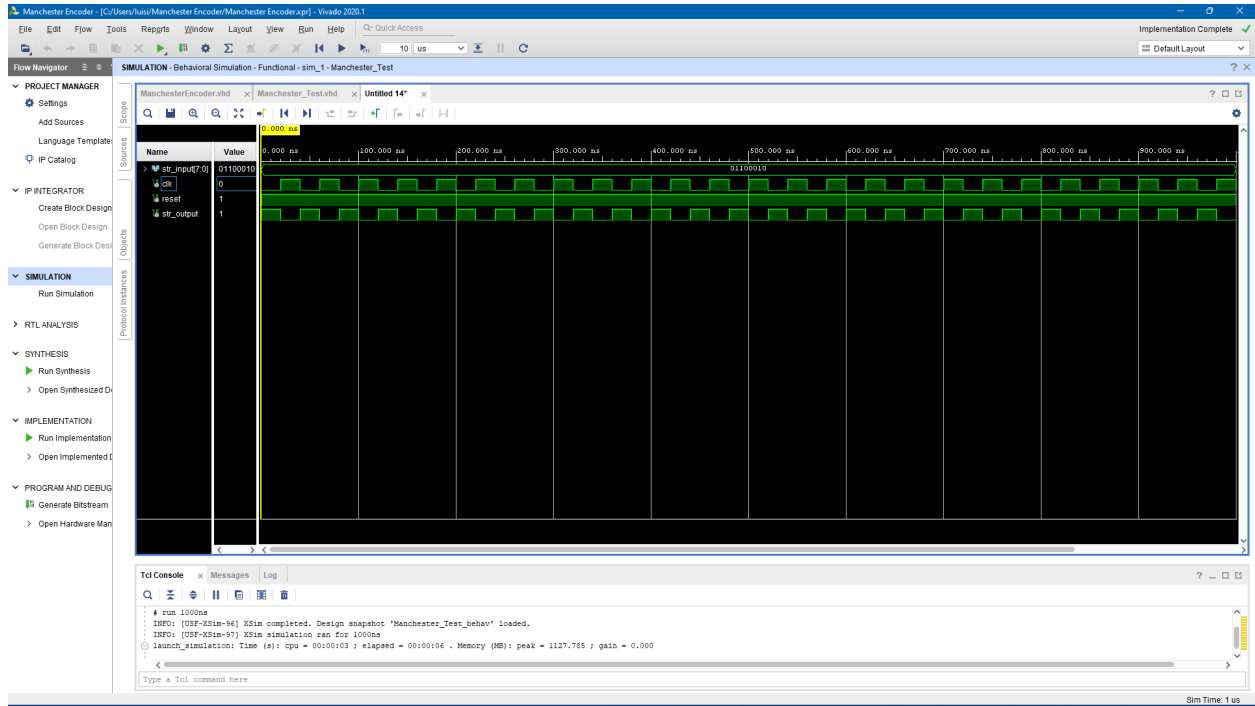 Manchester Encoder - [C:/Users/luisi/Manchester Encoder/Manchester Encoder.xpr] - Vivado 2020.1
File Edit Flow Tools Reports Window Layout View Run Help Quick Access
Implementation Complete
10 us
Default Layout
Flow Navigator
SIMULATION - Behavioral Simulation - Functional - sim_1 - Manchester_Test
PROJECT MANAGER
Settings
Add Sources
Language Templates
IP Catalog
IP INTEGRATOR
Create Block Design
Open Block Design
Generate Block Desi
SIMULATION
Run Simulation
RTL ANALYSIS
SYNTHESIS
Run Synthesis
Open Synthesized D
IMPLEMENTATION
Run Implementation
Open Implemented D
PROGRAM AND DEBUG
Generate Bitstream
Open Hardware Man
Scope
Sources
Objects
Protocol Instances
ManchesterEncoder.vhd
Manchester_Test.vhd
Untitled 14*
0.000 ns
Name Value
0.000 ns 100.000 ns 200.000 ns 300.000 ns 400.000 ns 500.000 ns 600.000 ns 700.000 ns 800.000 ns 900.000 ns
str_input[7:0] 01100010 01100010
clk 0
reset 1
str_output 1
Tcl Console Messages Log
# run 1000ns
INFO: [USF-XSim-96] XSim completed. Design snapshot 'Manchester_Test_behav' loaded.
INFO: [USF-XSim-97] XSim simulation ran for 1000ns
launch_simulation: Time (s): cpu = 00:00:03 ; elapsed = 00:00:06 . Memory (MB): peak = 1127.785 ; gain = 0.000
Type a Tcl command here
Sim Time: 1 us